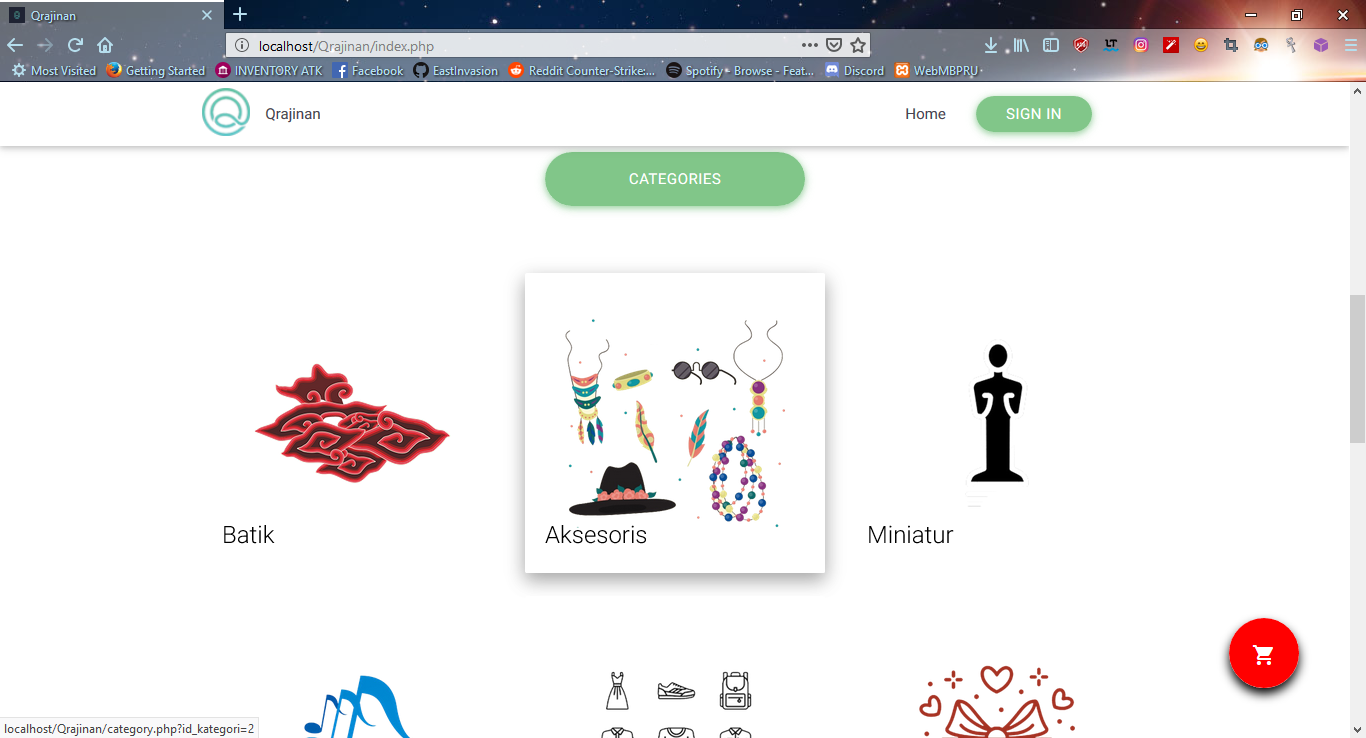 Qrajinan
localhost/Qrajinan/index.php
Most Visited Getting Started INVENTORY ATK Facebook EastInvasion Reddit Counter-Strike:... Spotify - Browse - Feat... Discord WebMBPRU
Qrajinan Home SIGN IN
CATEGORIES
Batik Aksesoris Miniatur
localhost/Qrajinan/category.php?id_kategori=2